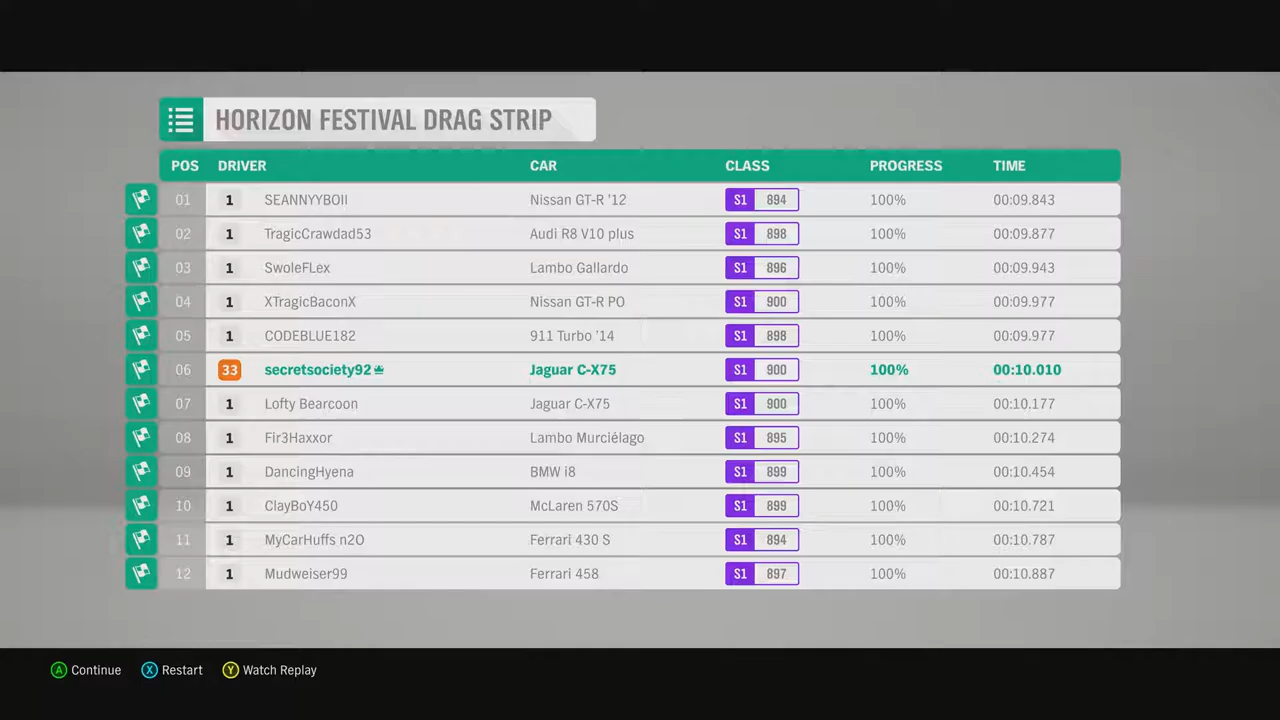 HORIZON FESTIVAL DRAG STRIP
POS DRIVER CAR CLASS PROGRESS TIME
01 1 SEANNYYBOII Nissan GT-R '12 S1 894 100% 00:09.843
02 1 TragicCrawdad53 Audi R8 V10 plus S1 898 100% 00:09.877
03 1 SwoleFLex Lambo Gallardo S1 896 100% 00:09.943
04 1 XTragicBaconX Nissan GT-R PO S1 900 100% 00:09.977
05 1 CODEBLUE182 911 Turbo '14 S1 898 100% 00:09.977
06 33 secretsociety92 Jaguar C-X75 S1 900 100% 00:10.010
07 1 Lofty Bearcoon Jaguar C-X75 S1 900 100% 00:10.177
08 1 Fir3Haxxor Lambo Murciélago S1 895 100% 00:10.274
09 1 DancingHyena BMW i8 S1 899 100% 00:10.454
10 1 ClayBoY450 McLaren 570S S1 899 100% 00:10.721
11 1 MyCarHuffs n2O Ferrari 430 S S1 894 100% 00:10.787
12 1 Mudweiser99 Ferrari 458 S1 897 100% 00:10.887
A Continue X Restart Y Watch Replay